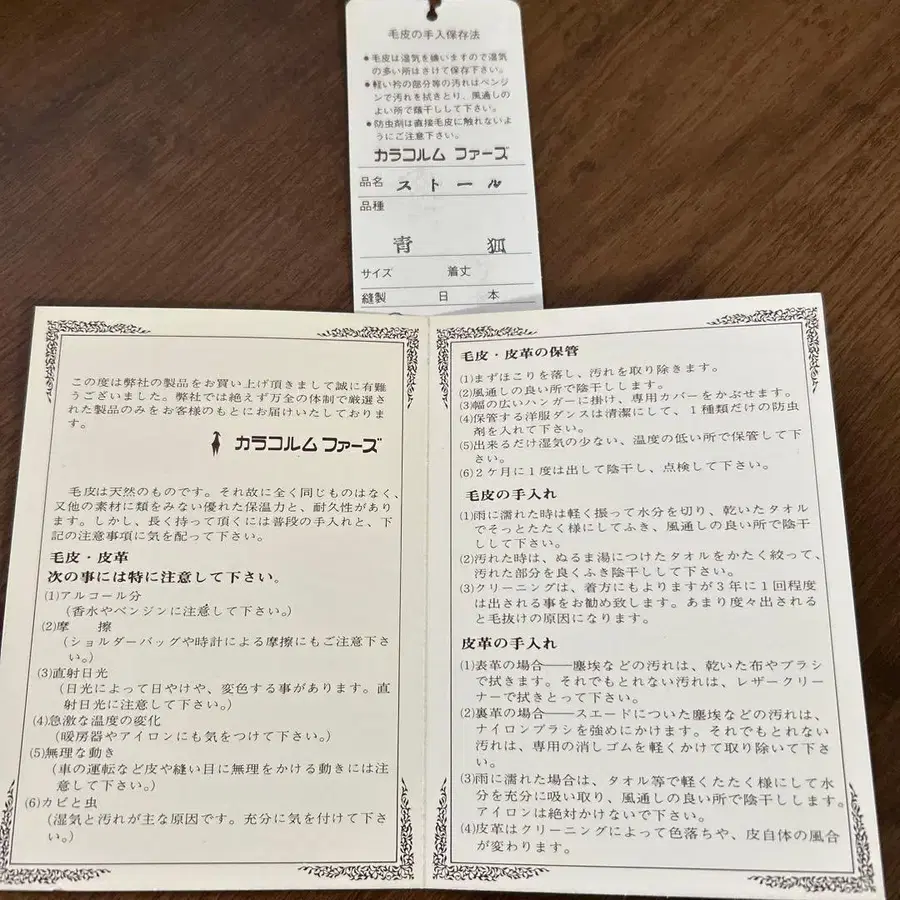 毛皮の手入保存法
●毛皮は湿気を嫌いますので湿気
の多い所はさけて保存下さい。
●軽い衿の部分等の汚れはベンジ
ンで汚れを拭きとり、風通しの
よい所で蔭干しして下さい。
●防虫剤は直接毛皮に触れないよ
うにご注意下さい。
カラコルム ファーズ
品名 ストール
品種
青 狐
サイズ 着丈
縫製 日 本
この度は弊社の製品をお買い上げ頂きまして誠に有難
うございました。弊社では絶えず万全の体制で厳選さ
れた製品のみをお客様のもとにお届けいたしておりま
す。
カラコルム ファーズ
毛皮は天然のものです。それ故に全く同じものはなく、
又他の素材に類をみない優れた保温力と、耐久性があり
ます。しかし、長く持って頂くには普段の手入れと、下
記の注意事項に気を配って下さい。
毛皮・皮革
次の事には特に注意して下さい。
(1)アルコール分
(香水やベンジンに注意して下さい。)
(2)摩 擦
(ショルダーバッグや時計による摩擦にもご注意下さ
い。)
(3)直射日光
(日光によって日やけや、変色する事があります。直
射日光に注意して下さい。)
(4)急激な温度の変化
(暖房器やアイロンにも気をつけて下さい。)
(5)無理な動き
(車の運転など皮や縫い目に無理をかける動きには注
意して下さい。)
(6)カビと虫
(湿気と汚れが主な原因です。充分に気を付けて下さ
い。)
毛皮・皮革の保管
(1)まずほこりを落し、汚れを取り除きます。
(2)風通しの良い所で陰干しします。
(3)幅の広いハンガーに掛け、専用カバーをかぶせます。
(4)保管する洋服ダンスは清潔にして、1種類だけの防虫
剤を入れて下さい。
(5)出来るだけ湿気の少ない、温度の低い所で保管して下
さい。
(6)2ケ月に1度は出して陰干し、点検して下さい。
毛皮の手入れ
(1)雨に濡れた時は軽く振って水分を切り、乾いたタオル
でそっとたたく様にしてふき、風通しの良い所で陰干
しして下さい。
(2)汚れた時は、ぬるま湯につけたタオルをかたく絞って、
汚れた部分を良くふき陰干しして下さい。
(3)クリーニングは、着方にもよりますが3年に1回程度
は出される事をお勧め致します。あまり度々出される
と毛抜けの原因になります。
皮革の手入れ
(1)表革の場合──塵埃などの汚れは、乾いた布やブラシ
で拭きます。それでもとれない汚れは、レザークリー
ナーで拭きとって下さい。
(2)裏革の場合──スエードについた塵埃などの汚れは、
ナイロンブラシを強めにかけます。それでもとれない
汚れは、専用の消しゴムを軽くかけて取り除いて下さ
い。
(3)雨に濡れた場合は、タオル等で軽くたたく様にして水
分を充分に吸い取り、風通しの良い所で陰干しします。
アイロンは絶対かけないで下さい。
(4)皮革はクリーニングによって色落ちや、皮自体の風合
が変わります。